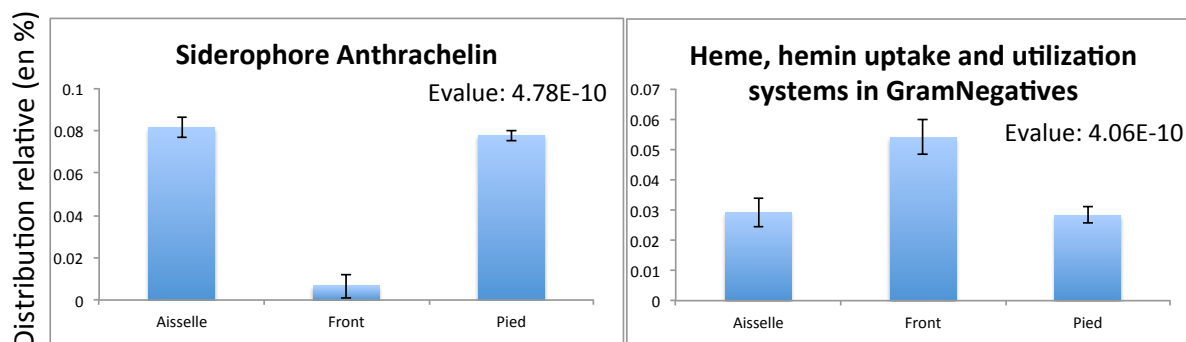 Distribution relative (en %)
Siderophore Anthrachelin
Evalue: 4.78E-10
0.1
0.08
0.06
0.04
0.02
0
Aisselle Front Pied
Heme, hemin uptake and utilization
systems in GramNegatives
Evalue: 4.06E-10
0.07
0.06
0.05
0.04
0.03
0.02
0.01
0
Aisselle Front Pied